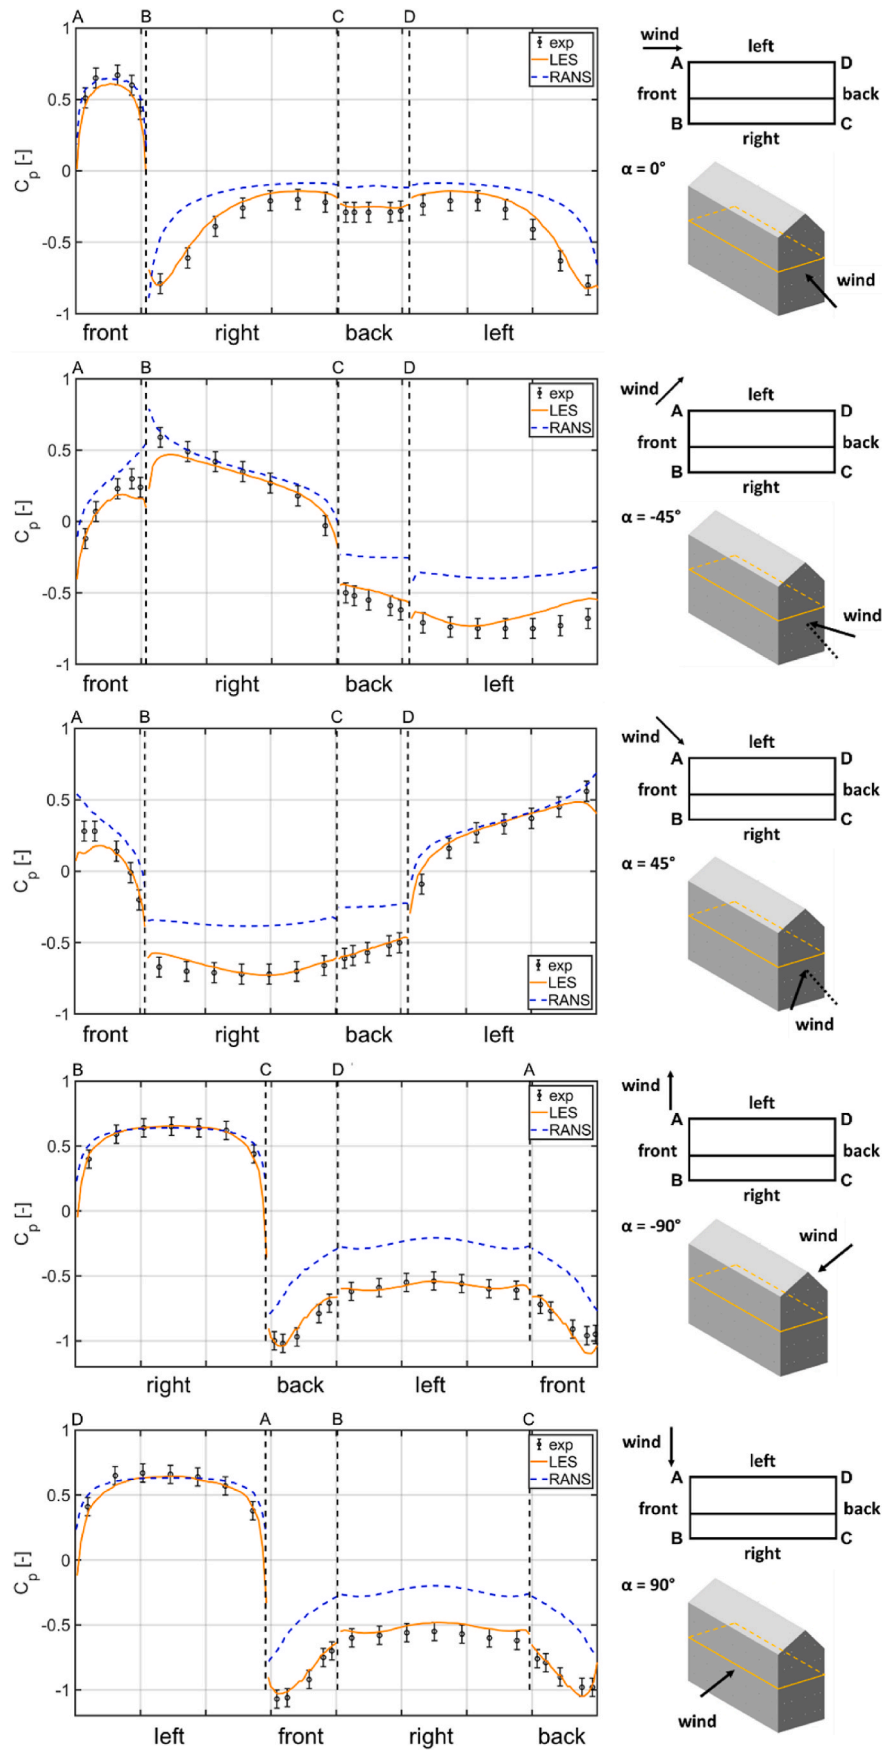 A B C D
1
0.5
0
-0.5
-1
C_p [-]
exp
LES
RANS
front right back left
wind
left
A D
front back
B C
right
α = 0°
wind
A B C D
1
0.5
0
-0.5
-1
C_p [-]
exp
LES
RANS
front right back left
wind
left
A D
front back
B C
right
α = -45°
wind
A B C D
1
0.5
0
-0.5
-1
C_p [-]
exp
LES
RANS
front right back left
wind
left
A D
front back
B C
right
α = 45°
wind
B C D A
1
0.5
0
-0.5
-1
C_p [-]
exp
LES
RANS
right back left front
wind
left
A D
front back
B C
right
α = -90°
wind
D A B C
1
0.5
0
-0.5
-1
C_p [-]
exp
LES
RANS
left front right back
wind
left
A D
front back
B C
right
α = 90°
wind